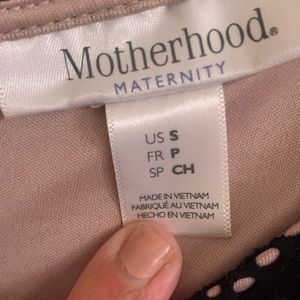 Motherhood®
MATERNITY
US S
FR P
SP CH
MADE IN VIETNAM
FABRIQUÉ AU VIETNAM
HECHO EN VIETNAM